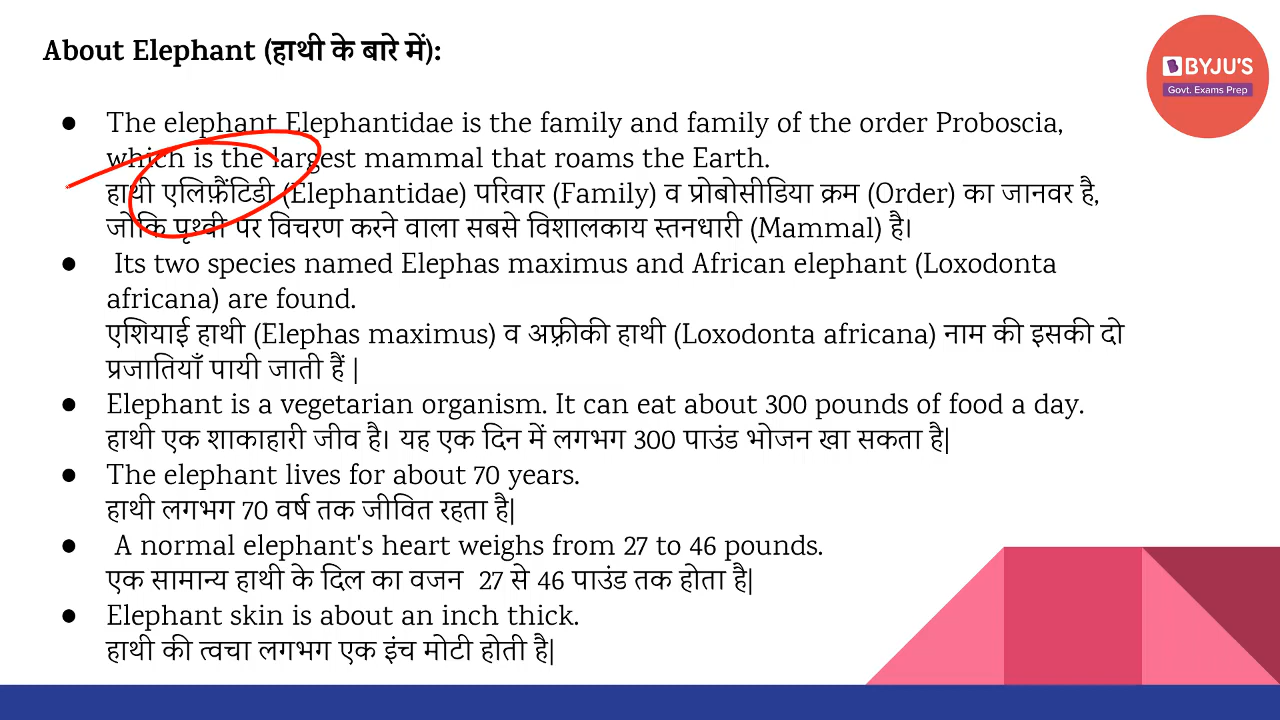 About Elephant (हाथी के बारे में):
BYJU'S
Govt. Exams Prep
● The elephant Elephantidae is the family and family of the order Proboscia,
which is the largest mammal that roams the Earth.
हाथी एलिफ़ैंटिडी (Elephantidae) परिवार (Family) व प्रोबोसीडिया क्रम (Order) का जानवर है,
जोकि पृथ्वी पर विचरण करने वाला सबसे विशालकाय स्तनधारी (Mammal) है।
● Its two species named Elephas maximus and African elephant (Loxodonta
africana) are found.
एशियाई हाथी (Elephas maximus) व अफ़्रीकी हाथी (Loxodonta africana) नाम की इसकी दो
प्रजातियाँ पायी जाती हैं |
● Elephant is a vegetarian organism. It can eat about 300 pounds of food a day.
हाथी एक शाकाहारी जीव है। यह एक दिन में लगभग 300 पाउंड भोजन खा सकता है|
● The elephant lives for about 70 years.
हाथी लगभग 70 वर्ष तक जीवित रहता है|
● A normal elephant's heart weighs from 27 to 46 pounds.
एक सामान्य हाथी के दिल का वजन 27 से 46 पाउंड तक होता है|
● Elephant skin is about an inch thick.
हाथी की त्वचा लगभग एक इंच मोटी होती है|